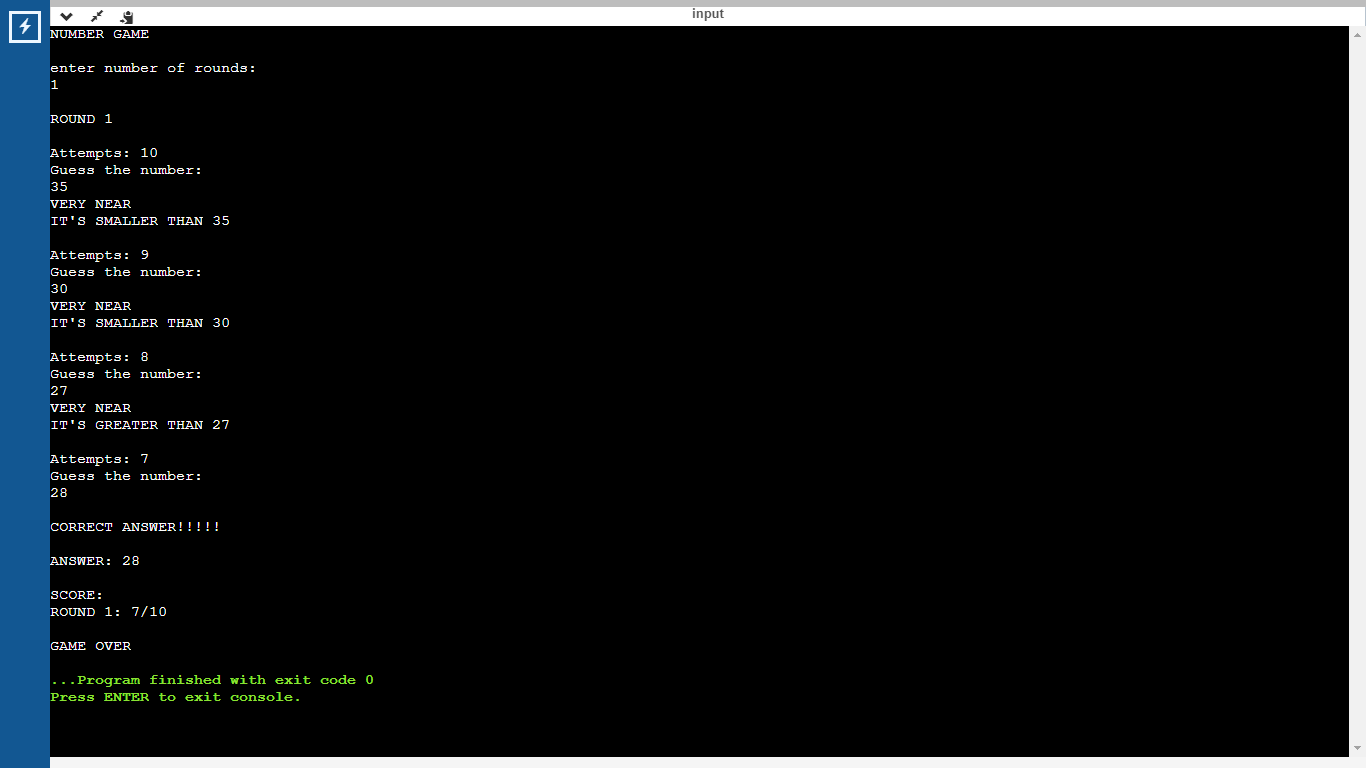 input
NUMBER GAME
enter number of rounds:
1
ROUND 1
Attempts: 10
Guess the number:
35
VERY NEAR
IT'S SMALLER THAN 35
Attempts: 9
Guess the number:
30
VERY NEAR
IT'S SMALLER THAN 30
Attempts: 8
Guess the number:
27
VERY NEAR
IT'S GREATER THAN 27
Attempts: 7
Guess the number:
28
CORRECT ANSWER!!!!!
ANSWER: 28
SCORE:
ROUND 1: 7/10
GAME OVER
...Program finished with exit code 0
Press ENTER to exit console.